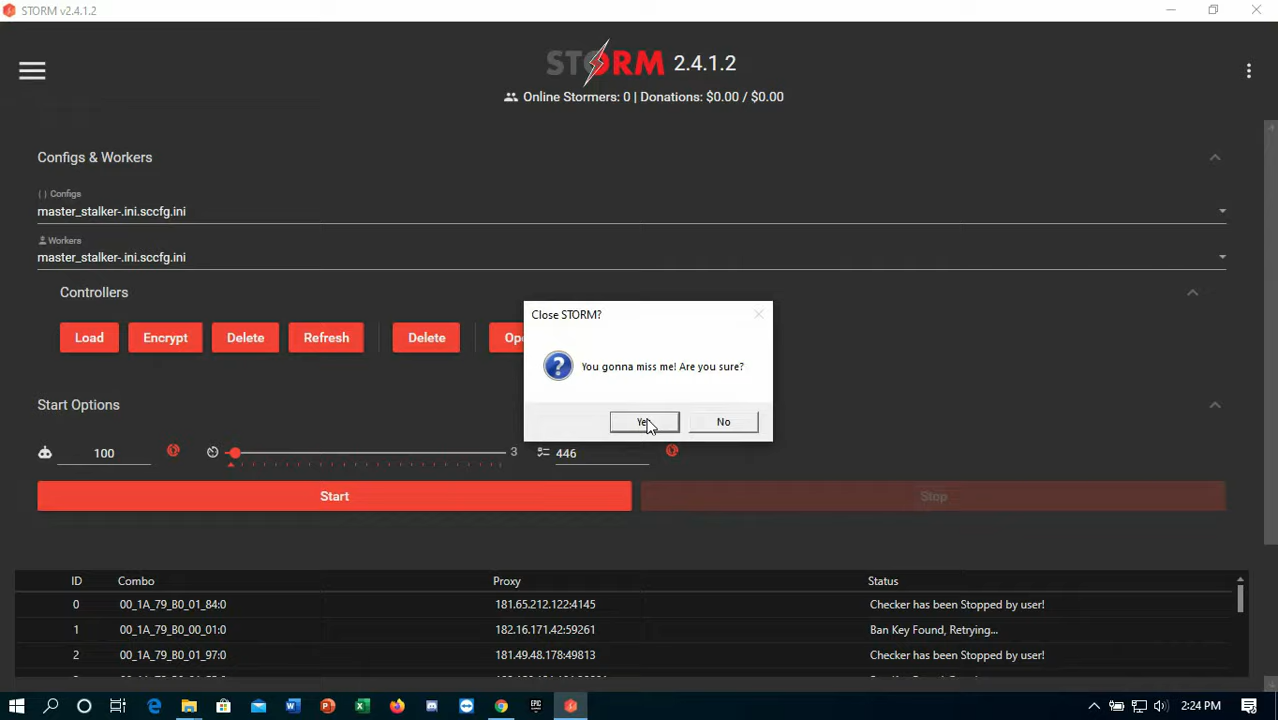 STORM v2.4.1.2
STORM 2.4.1.2
Online Stormers: 0 | Donations: $0.00 / $0.00
Configs & Workers
Configs
master_stalker-.ini.sccfg.ini
Workers
master_stalker-.ini.sccfg.ini
Controllers
Load Encrypt Delete Refresh Delete
Close STORM?
You gonna miss me! Are you sure?
No
Start Options
100 3 446
Start Stop
ID Combo Proxy Status
0 00_1A_79_B0_01_84:0 181.65.212.122:4145 Checker has been Stopped by user!
1 00_1A_79_B0_00_01:0 182.16.171.42:59261 Ban Key Found, Retrying...
2 00_1A_79_B0_01_97:0 181.49.48.178:49813 Checker has been Stopped by user!
2:24 PM